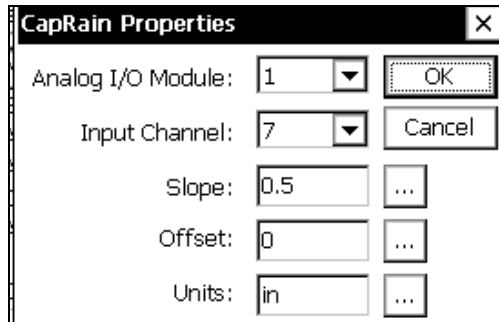 CapRain Properties
Analog I/O Module: 1 OK
Input Channel: 7 Cancel
Slope: 0.5 ...
Offset: 0 ...
Units: in ...